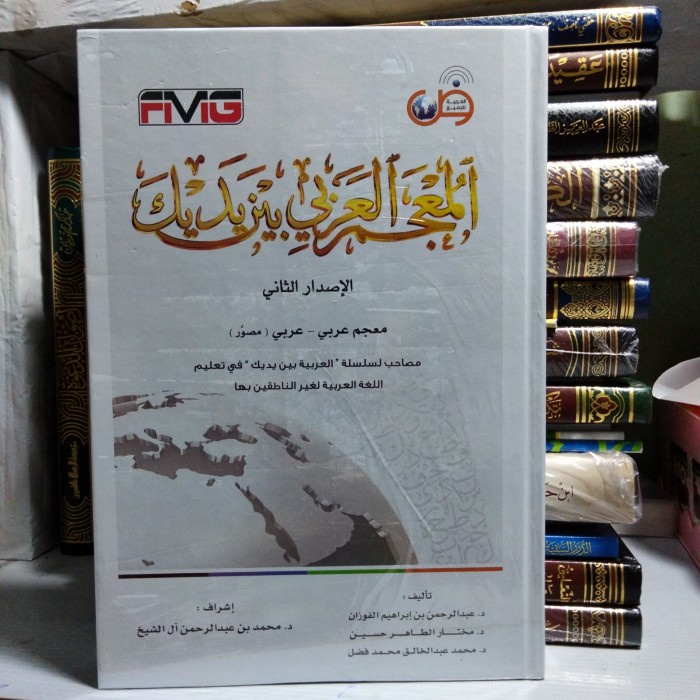 FMG
العربية للجميع
المعجم العربي بين يديك
الإصدار الثاني
معجم عربي - عربي ( مصوّر )
مصاحب لسلسلة "العربية بين يديك" في تعليم
اللغة العربية لغير الناطقين بها
تأليف :
د. عبدالرحمن بن إبراهيم الفوزان
د. مختار الطاهر حسين
د. محمد عبدالخالق محمد فضل
إشراف :
د. محمد بن عبدالرحمن آل الشيخ